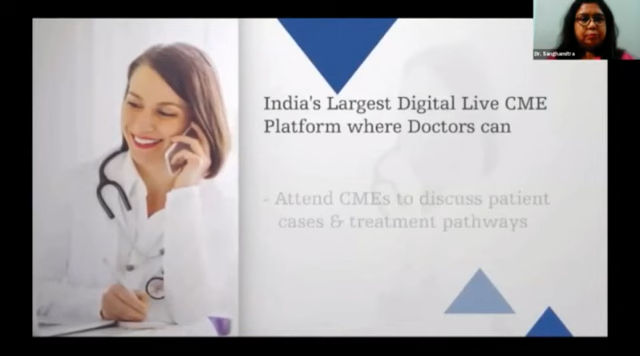 Dr. Sanghamitra
India's Largest Digital Live CME
Platform where Doctors can
- Attend CMEs to discuss patient
cases & treatment pathways